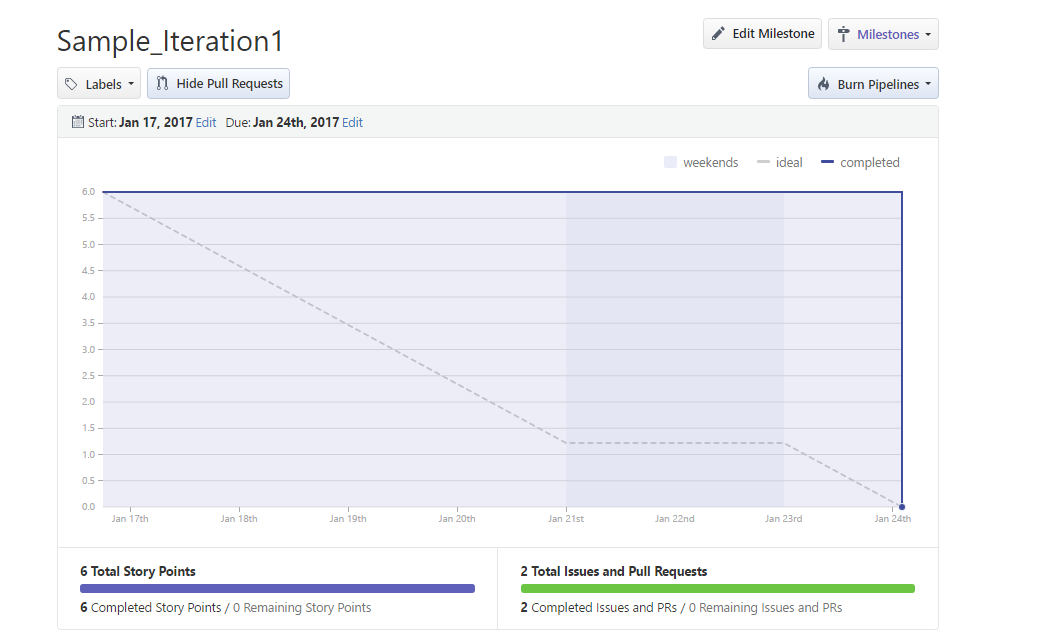 Sample_Iteration1
Edit Milestone
Milestones
Labels
Hide Pull Requests
Burn Pipelines
Start: Jan 17, 2017 Edit Due: Jan 24th, 2017 Edit
weekends ideal completed
6.0
5.5
5.0
4.5
4.0
3.5
3.0
2.5
2.0
1.5
1.0
0.5
0.0
Jan 17th Jan 18th Jan 19th Jan 20th Jan 21st Jan 22nd Jan 23rd Jan 24th
6 Total Story Points
6 Completed Story Points / 0 Remaining Story Points
2 Total Issues and Pull Requests
2 Completed Issues and PRs / 0 Remaining Issues and PRs